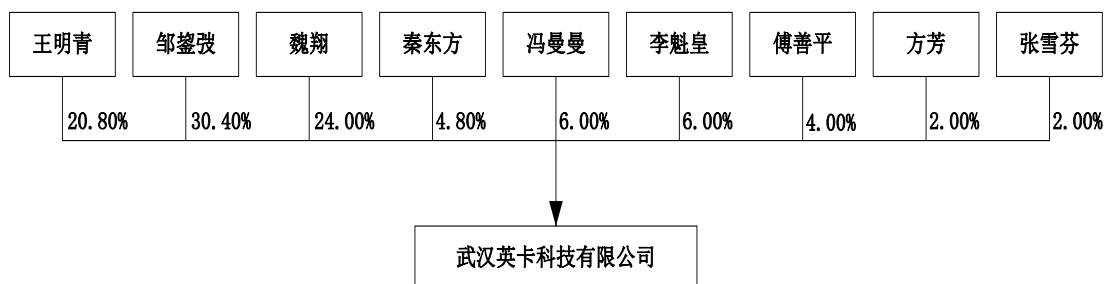 王明青 邹鋆弢 魏翔 秦东方 冯曼曼 李魁皇 傅善平 方芳 张雪芬
20.80% 30.40% 24.00% 4.80% 6.00% 6.00% 4.00% 2.00% 2.00%
武汉英卡科技有限公司